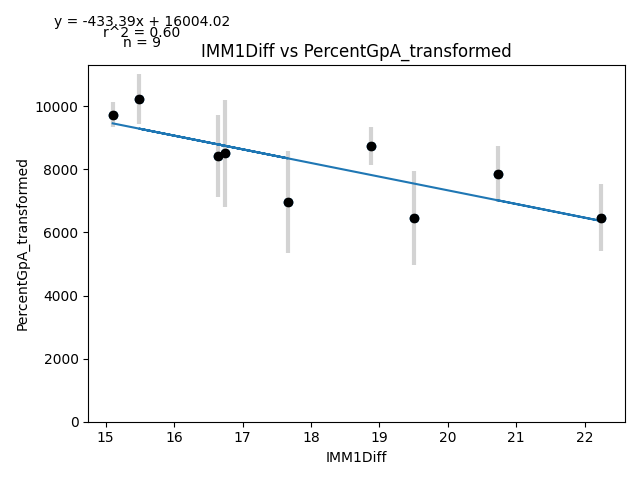 y = -433.39x + 16004.02
r^2 = 0.60
n = 9
IMM1Diff vs PercentGpA_transformed
10000
8000
6000
4000
2000
0
PercentGpA_transformed
15 16 17 18 19 20 21 22
IMM1Diff